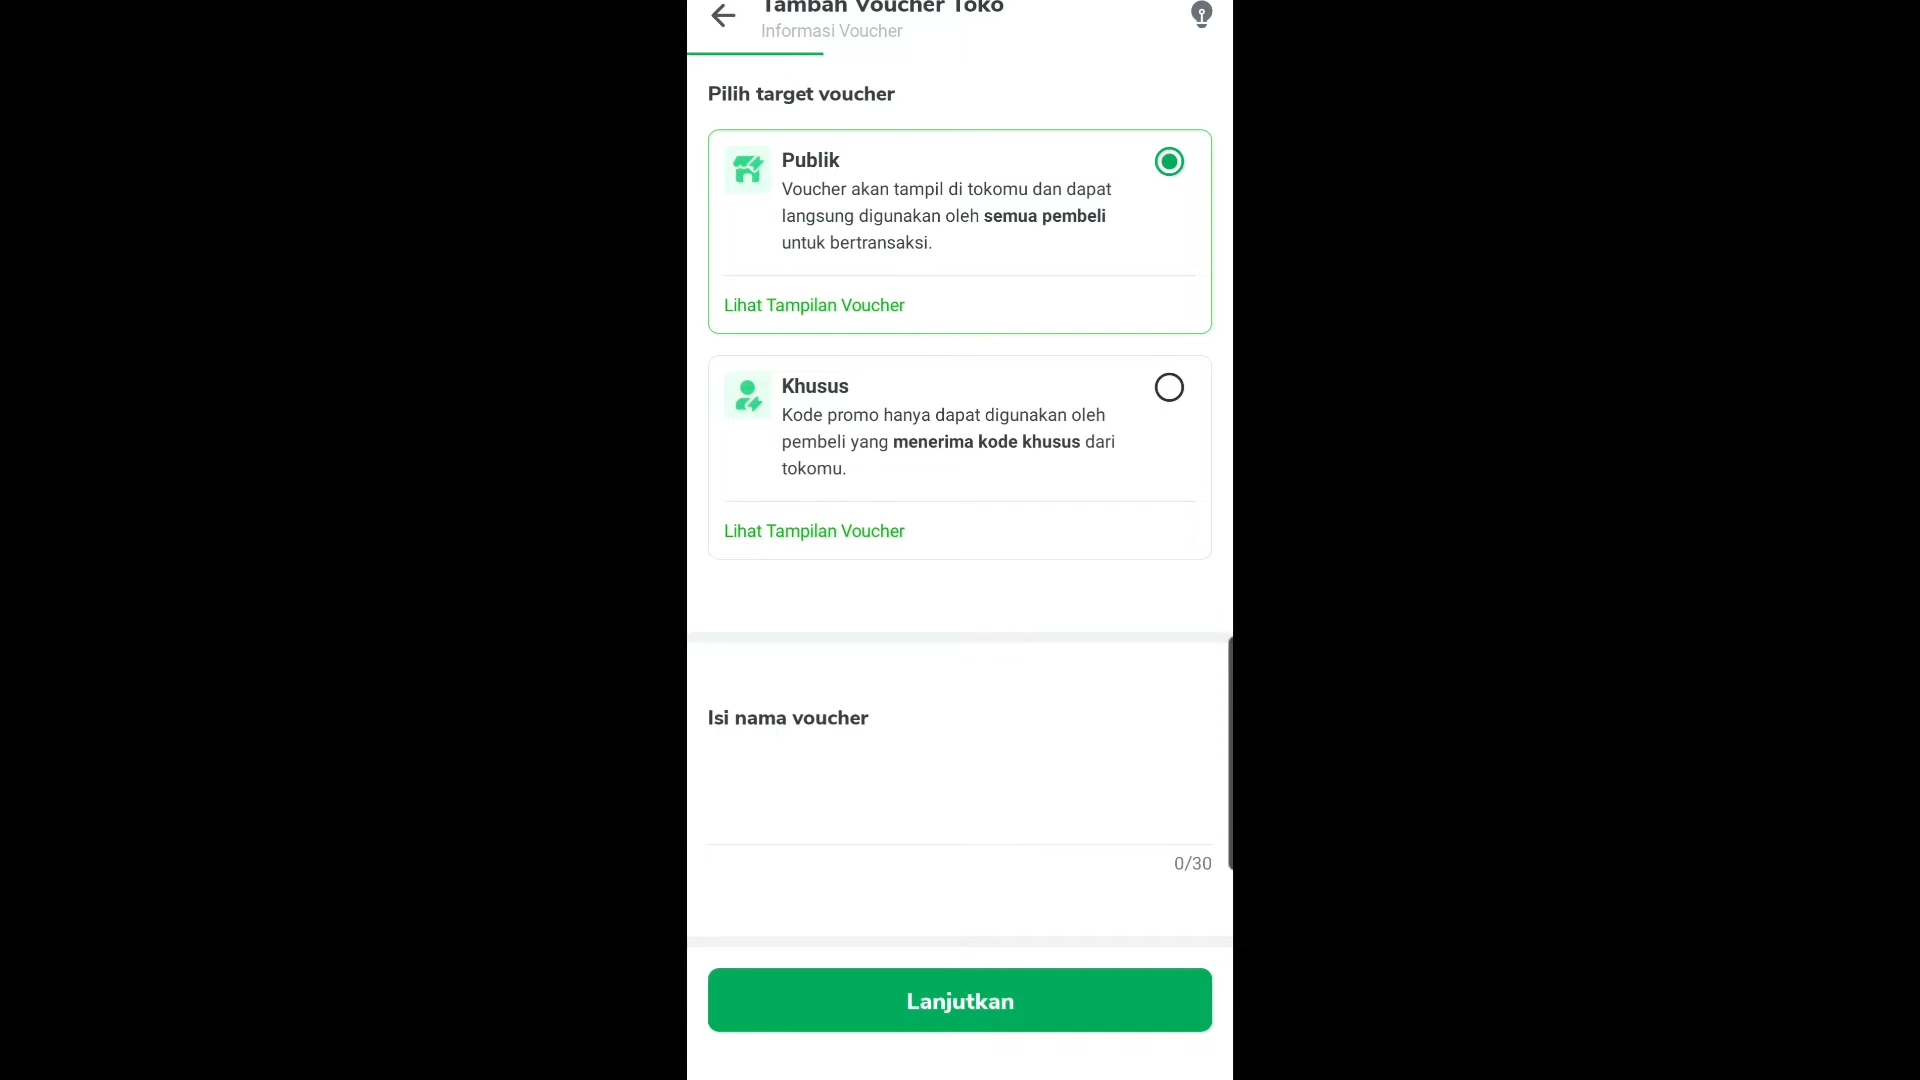 Tambah Voucher Toko
Informasi Voucher
Pilih target voucher
Publik
Voucher akan tampil di tokomu dan dapat
langsung digunakan oleh semua pembeli
untuk bertransaksi.
Lihat Tampilan Voucher
Khusus
Kode promo hanya dapat digunakan oleh
pembeli yang menerima kode khusus dari
tokomu.
Lihat Tampilan Voucher
Isi nama voucher
0/30
Lanjutkan